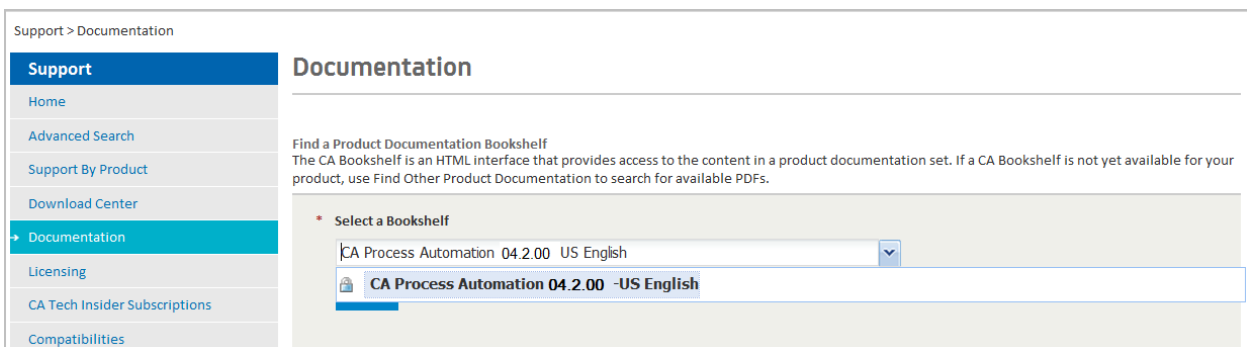 Support > Documentation
Support
Home
Advanced Search
Support By Product
Download Center
Documentation
Licensing
CA Tech Insider Subscriptions
Compatibilities
Documentation
Find a Product Documentation Bookshelf
The CA Bookshelf is an HTML interface that provides access to the content in a product documentation set. If a CA Bookshelf is not yet available for your
product, use Find Other Product Documentation to search for available PDFs.
* Select a Bookshelf
CA Process Automation 04.2.00 US English
CA Process Automation 04.2.00 -US English